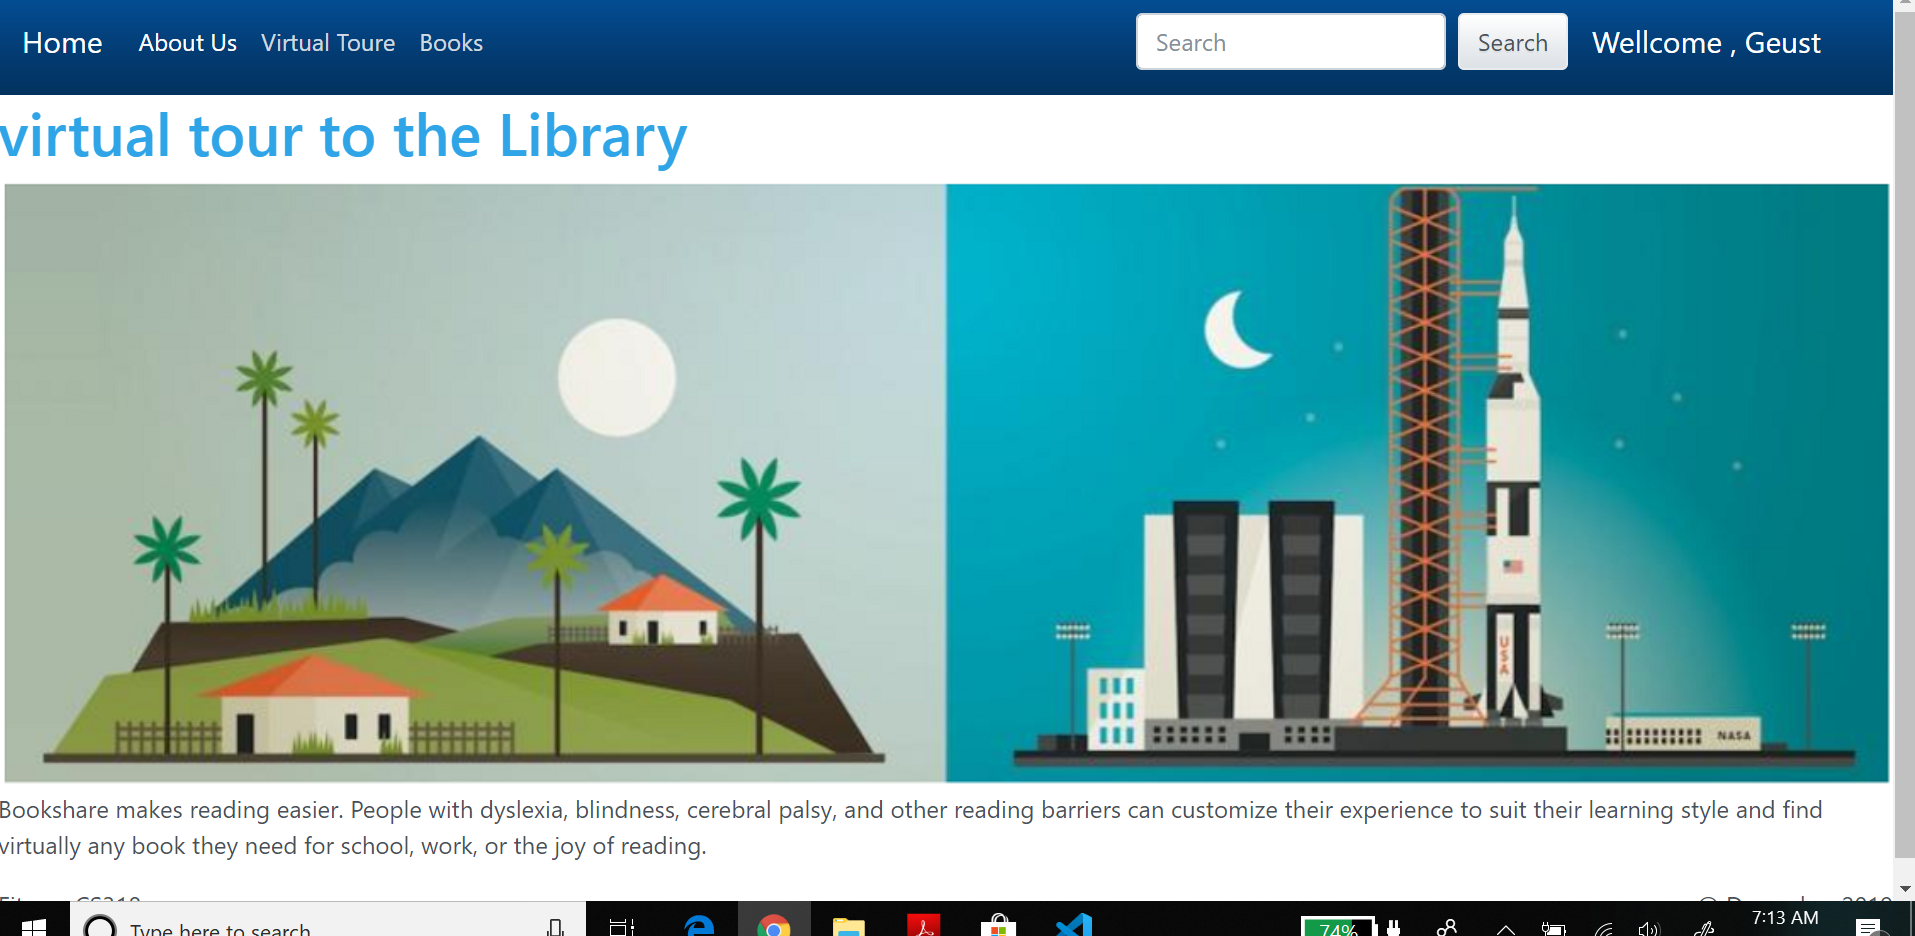 Home About Us Virtual Toure Books Search Search Wellcome , Geust
virtual tour to the Library
USA
NASA
Bookshare makes reading easier. People with dyslexia, blindness, cerebral palsy, and other reading barriers can customize their experience to suit their learning style and find
virtually any book they need for school, work, or the joy of reading.
Type here to search
74%
7:13 AM